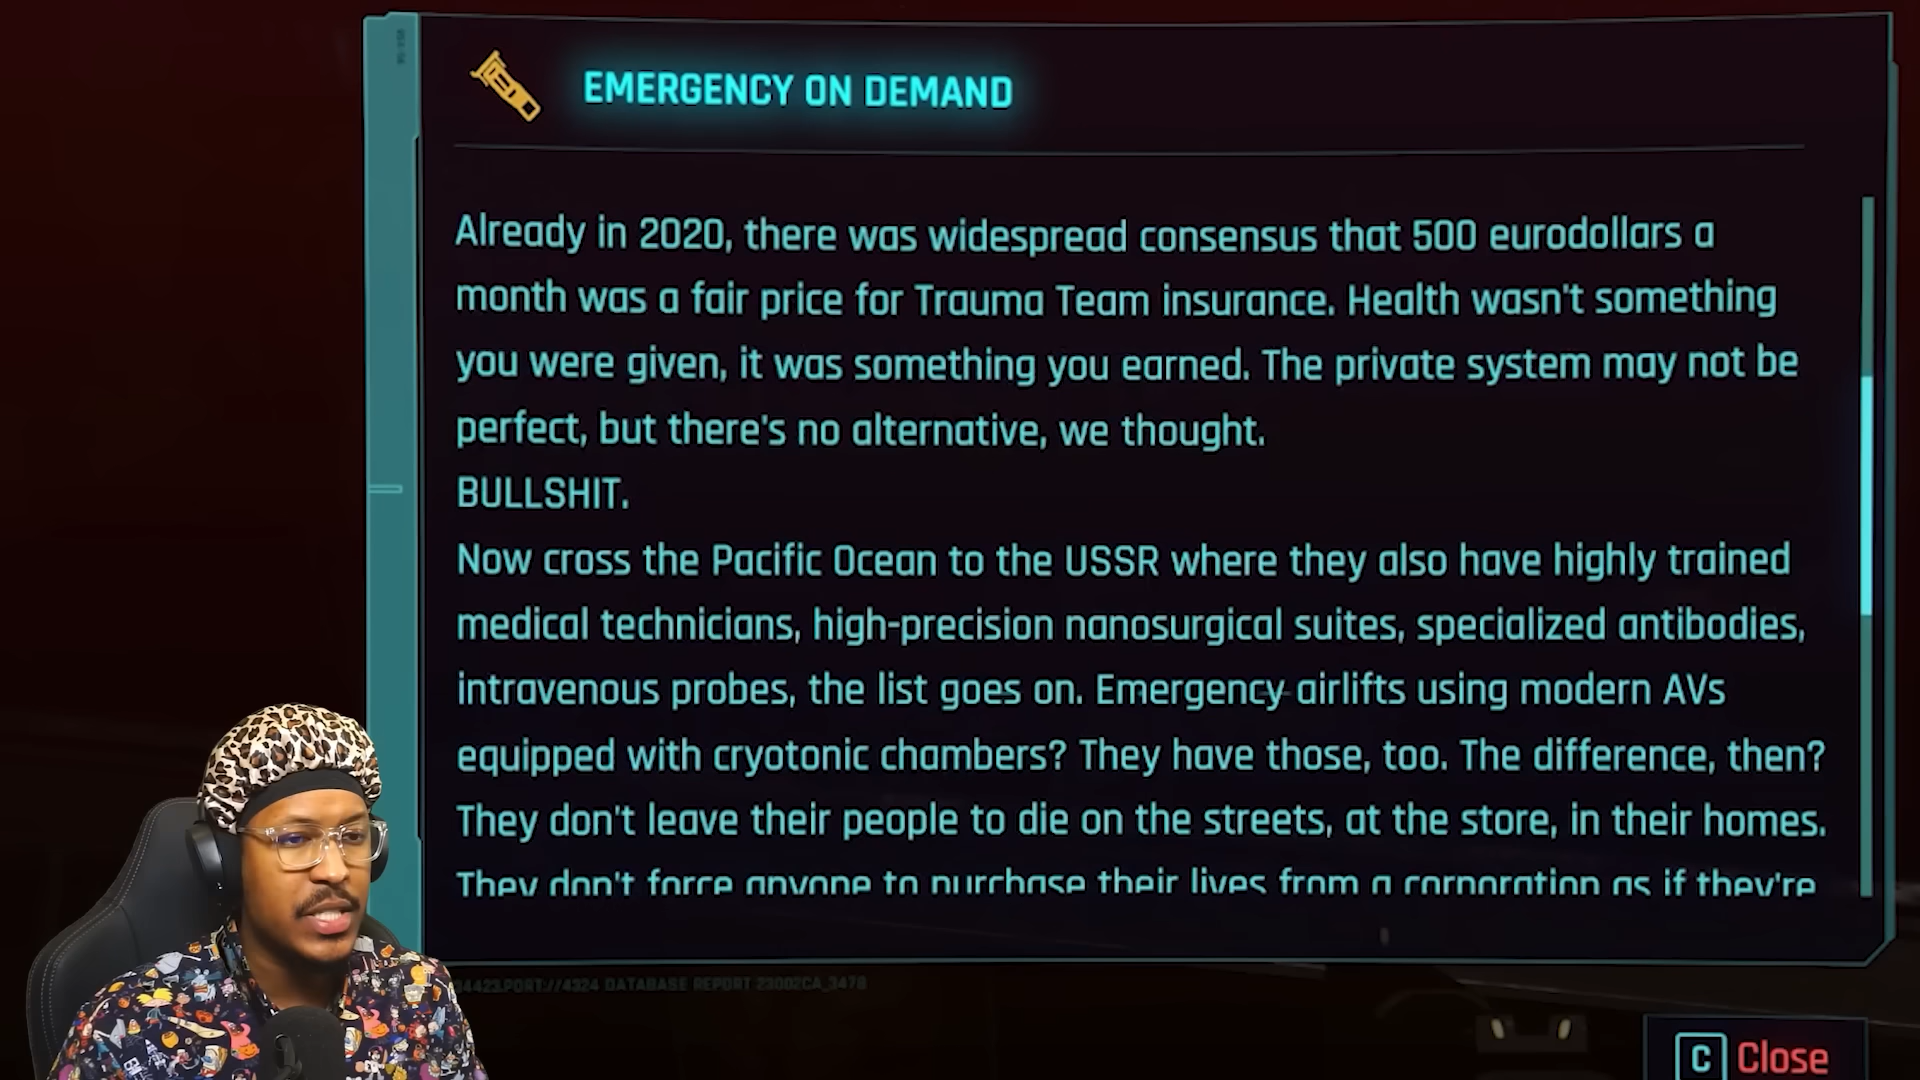 EMERGENCY ON DEMAND
Already in 2020, there was widespread consensus that 500 eurodollars a
month was a fair price for Trauma Team insurance. Health wasn't something
you were given, it was something you earned. The private system may not be
perfect, but there's no alternative, we thought.
BULLSHIT.
Now cross the Pacific Ocean to the USSR where they also have highly trained
medical technicians, high-precision nanosurgical suites, specialized antibodies,
intravenous probes, the list goes on. Emergency airlifts using modern AVs
equipped with cryotonic chambers? They have those, too. The difference, then?
They don't leave their people to die on the streets, at the store, in their homes.
They don't force anyone to purchase their lives from a corporation as if they're
34423.PORT://4324 DATABASE REPORT 23002CA_3478
C Close